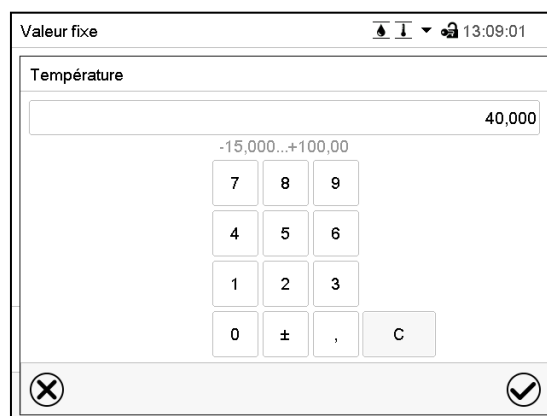 Valeur fixe 13:09:01
Température
40,000
-15,000...+100,00
7 8 9
4 5 6
1 2 3
0 ± , C